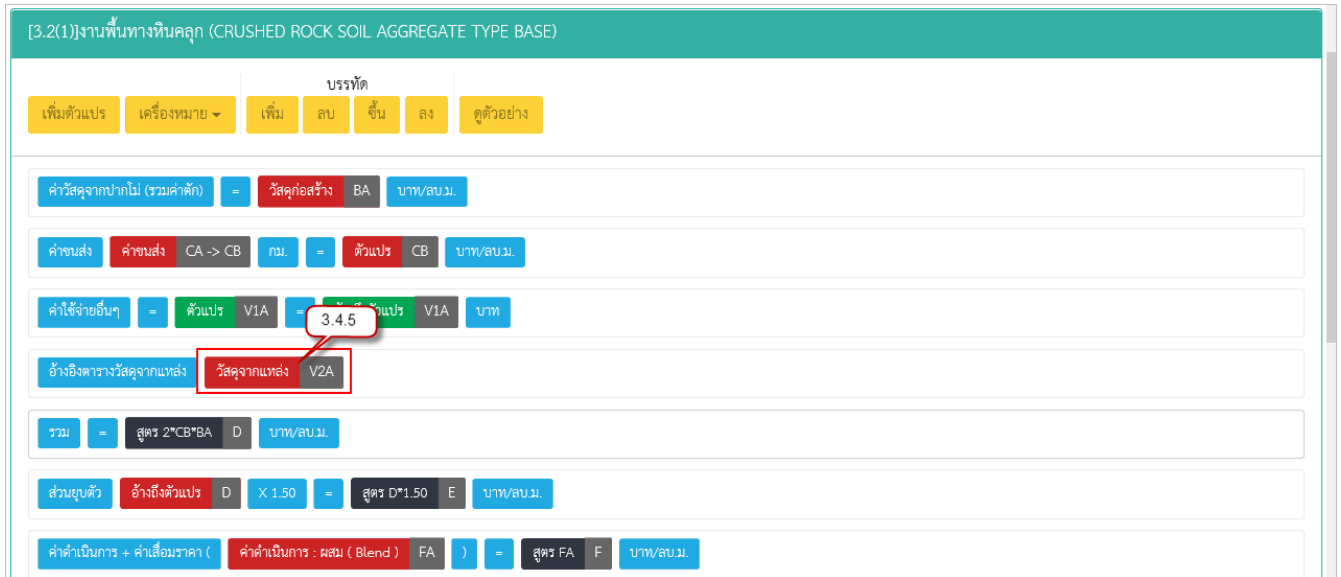 [3.2(1)]งานพื้นทางหินคลุก (CRUSHED ROCK SOIL AGGREGATE TYPE BASE)
บรรทัด
เพิ่มตัวแปร เครื่องหมาย เพิ่ม ลบ ขึ้น ลง ดูตัวอย่าง
ค่าวัสดุจากปากโม่ (รวมค่าตัก) = วัสดุก่อสร้าง BA บาท/ลบ.ม.
ค่าขนส่ง ค่าขนส่ง CA -> CB กม. = ตัวแปร CB บาท/ลบ.ม.
ค่าใช้จ่ายอื่นๆ = ตัวแปร V1A = ตัวแปร V1A บาท
3.4.5
อ้างอิงตารางวัสดุจากแหล่ง วัสดุจากแหล่ง V2A
รวม = สูตร 2*CB*BA D บาท/ลบ.ม.
ส่วนยุบตัว อ้างถึงตัวแปร D X 1.50 = สูตร D*1.50 E บาท/ลบ.ม.
ค่าดำเนินการ + ค่าเสื่อมราคา ( ค่าดำเนินการ : ผสม ( Blend ) FA ) = สูตร FA F บาท/ลบ.ม.